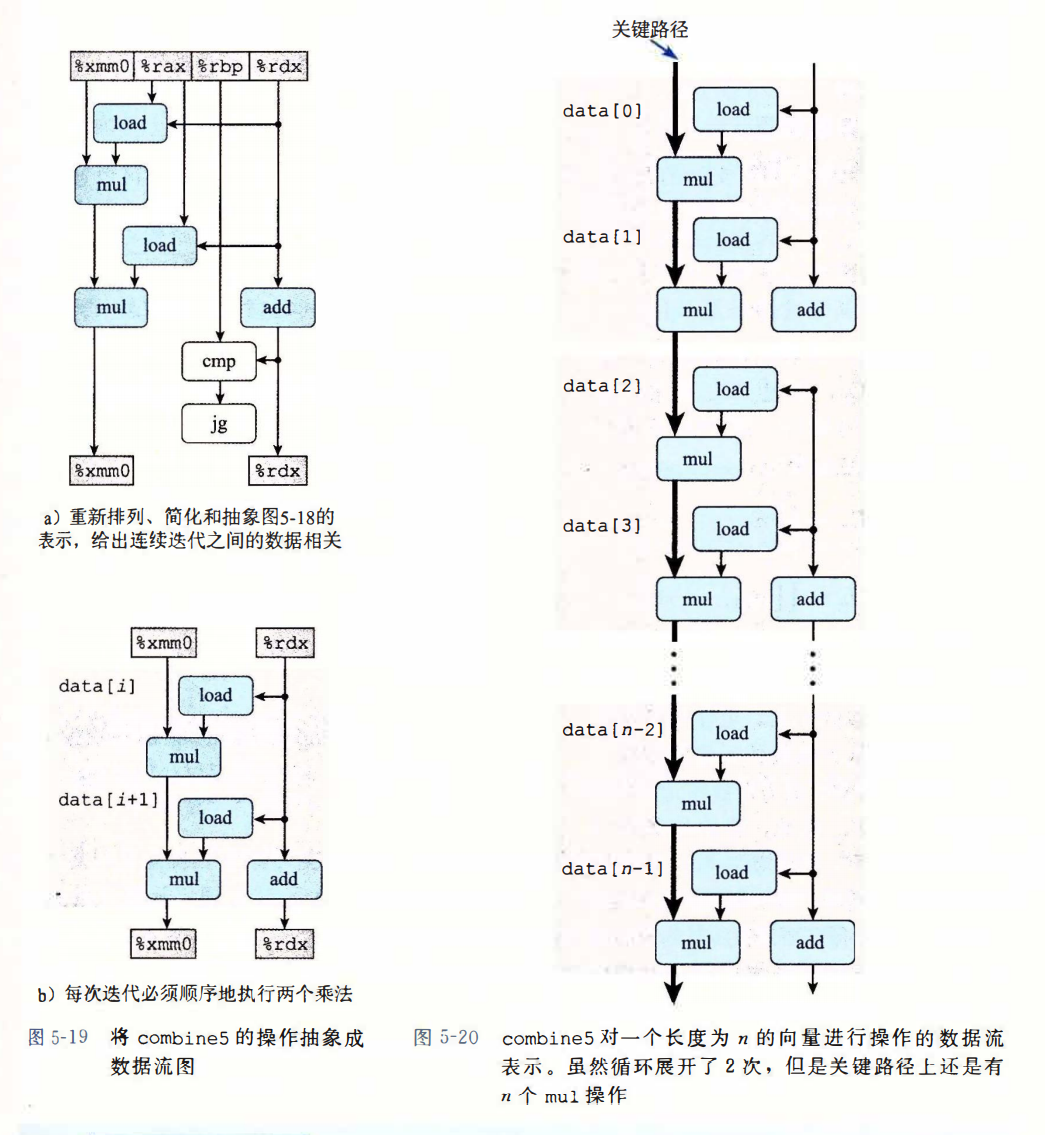 %xmm0 %rax %rbp %rdx
load
mul
load
mul
add
cmp
jg
%xmm0
%rdx
a）重新排列、简化和抽象图5-18的
表示，给出连续迭代之间的数据相关
%xmm0
%rdx
data[i]
load
mul
data[i+1]
load
mul
add
%xmm0
%rdx
b）每次迭代必须顺序地执行两个乘法
图 5-19 将 combine5 的操作抽象成
数据流图
关键路径
data[0]
load
mul
data[1]
load
mul
add
data[2]
load
mul
data[3]
load
mul
add
data[n-2]
load
mul
data[n-1]
load
mul
add
图 5-20 combine5 对一个长度为 n 的向量进行操作的数据流
表示。虽然循环展开了 2 次，但是关键路径上还是有
n 个 mul 操作